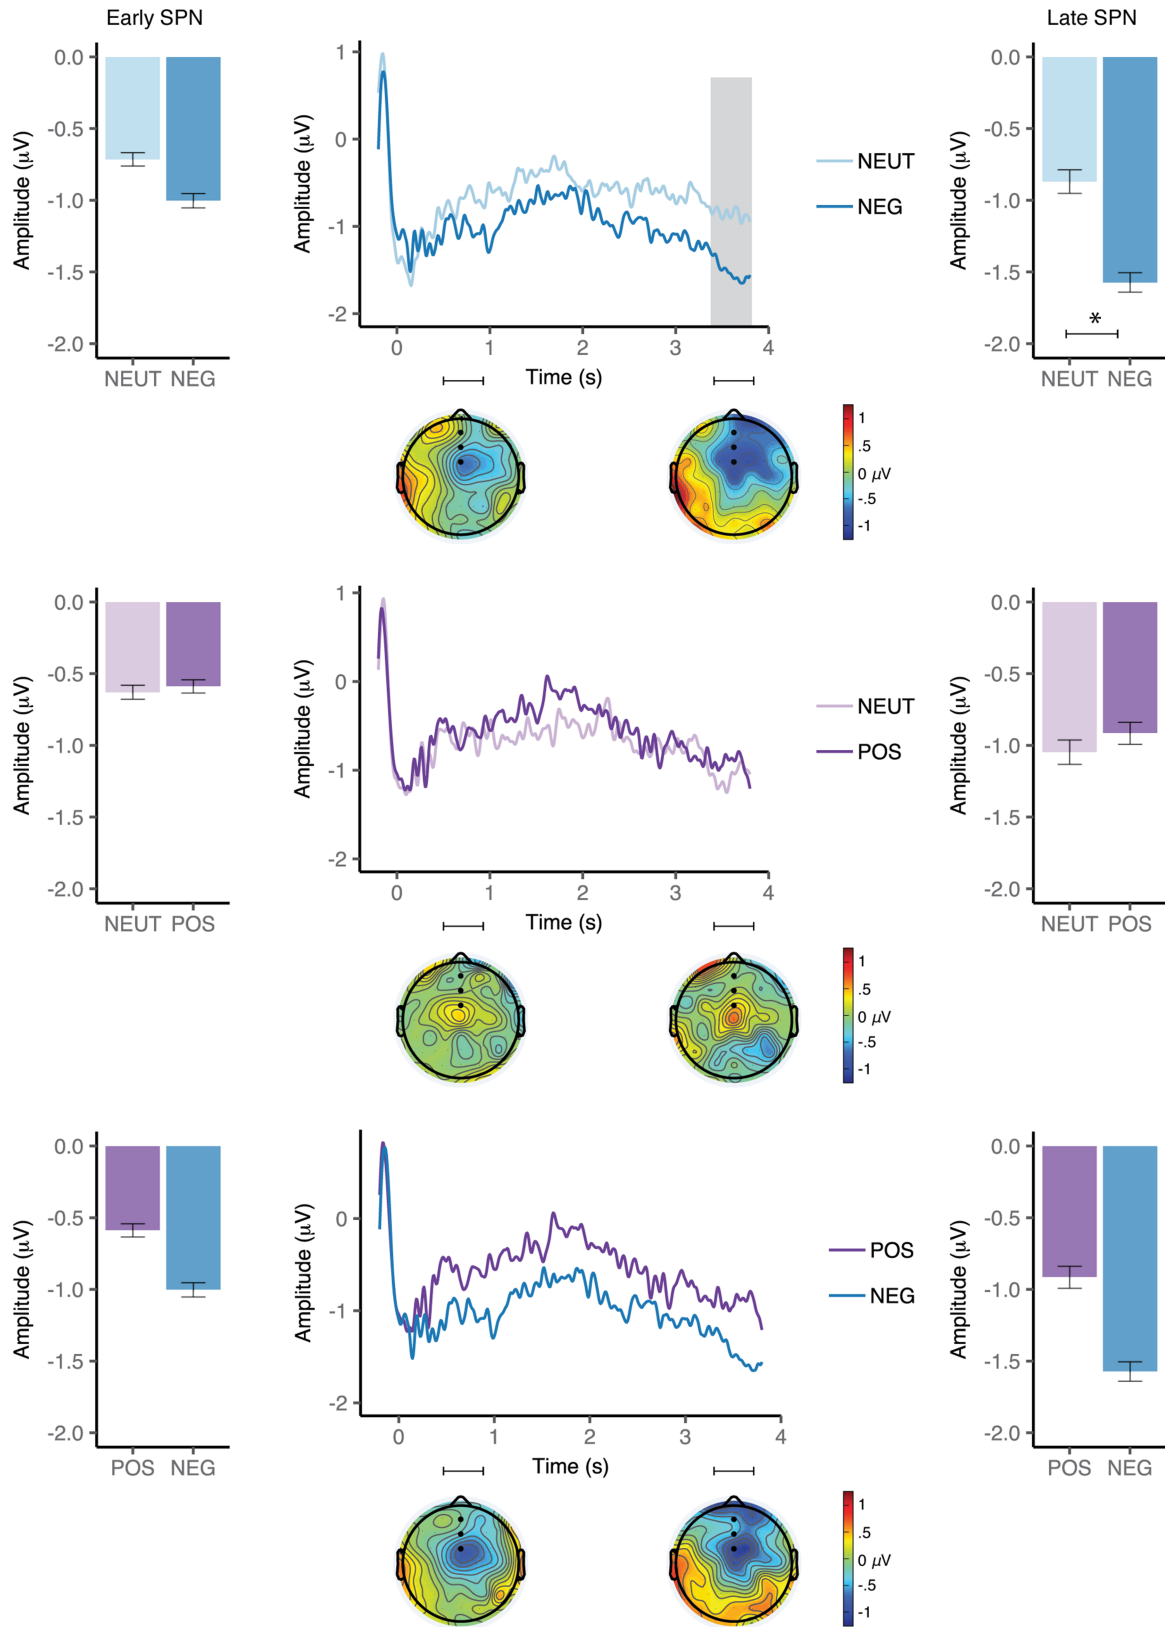 Early SPN
Late SPN
Amplitude (µV)
0.0
-0.5
-1.0
-1.5
-2.0
NEUT NEG
Amplitude (µV)
1
0
-1
-2
0 1 2 3 4
Time (s)
NEUT
NEG
Amplitude (µV)
0.0
-0.5
-1.0
-1.5
-2.0
*
NEUT NEG
1
.5
0 µV
-.5
-1
Amplitude (µV)
0.0
-0.5
-1.0
-1.5
-2.0
NEUT POS
Amplitude (µV)
1
0
-1
-2
0 1 2 3 4
Time (s)
NEUT
POS
Amplitude (µV)
0.0
-0.5
-1.0
-1.5
-2.0
NEUT POS
1
.5
0 µV
-.5
-1
Amplitude (µV)
0.0
-0.5
-1.0
-1.5
-2.0
POS NEG
Amplitude (µV)
0
-1
-2
0 1 2 3 4
Time (s)
POS
NEG
Amplitude (µV)
0.0
-0.5
-1.0
-1.5
-2.0
POS NEG
1
.5
0 µV
-.5
-1